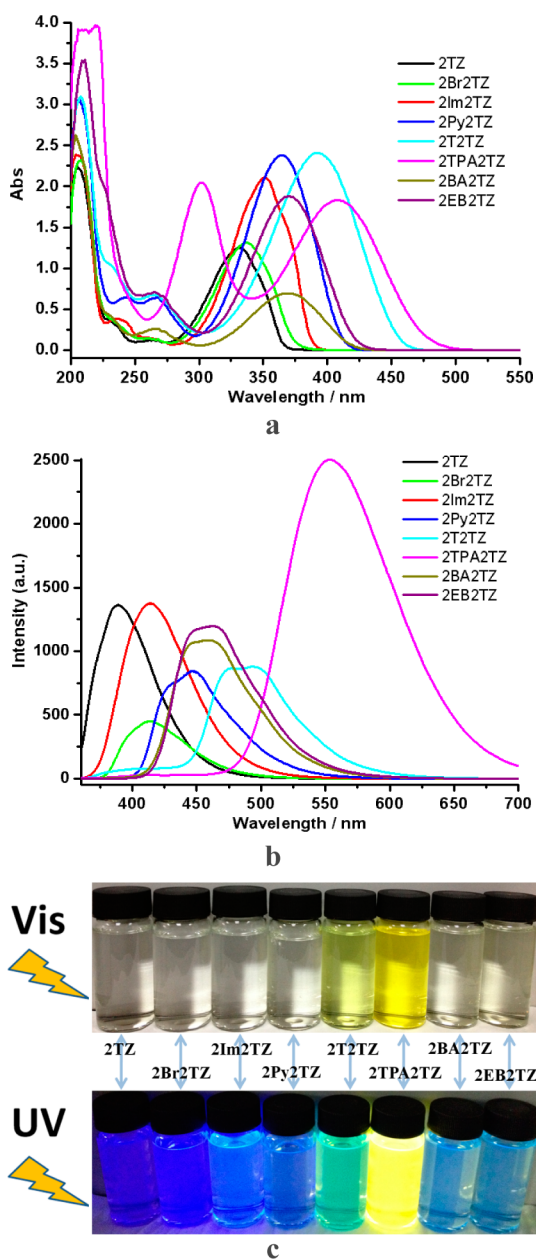 4.0
3.5
3.0
2.5
2.0
1.5
1.0
0.5
0.0
Abs
2TZ
2Br2TZ
2Im2TZ
2Py2TZ
2T2TZ
2TPA2TZ
2BA2TZ
2EB2TZ
200 250 300 350 400 450 500 550
Wavelength / nm
a
2500
2000
1500
1000
500
0
Intensity (a.u.)
2TZ
2Br2TZ
2Im2TZ
2Py2TZ
2T2TZ
2TPA2TZ
2BA2TZ
2EB2TZ
400 450 500 550 600 650 700
Wavelength / nm
b
Vis
2TZ 2Im2TZ 2T2TZ 2BA2TZ
2Br2TZ 2Py2TZ 2TPA2TZ 2EB2TZ
UV
c